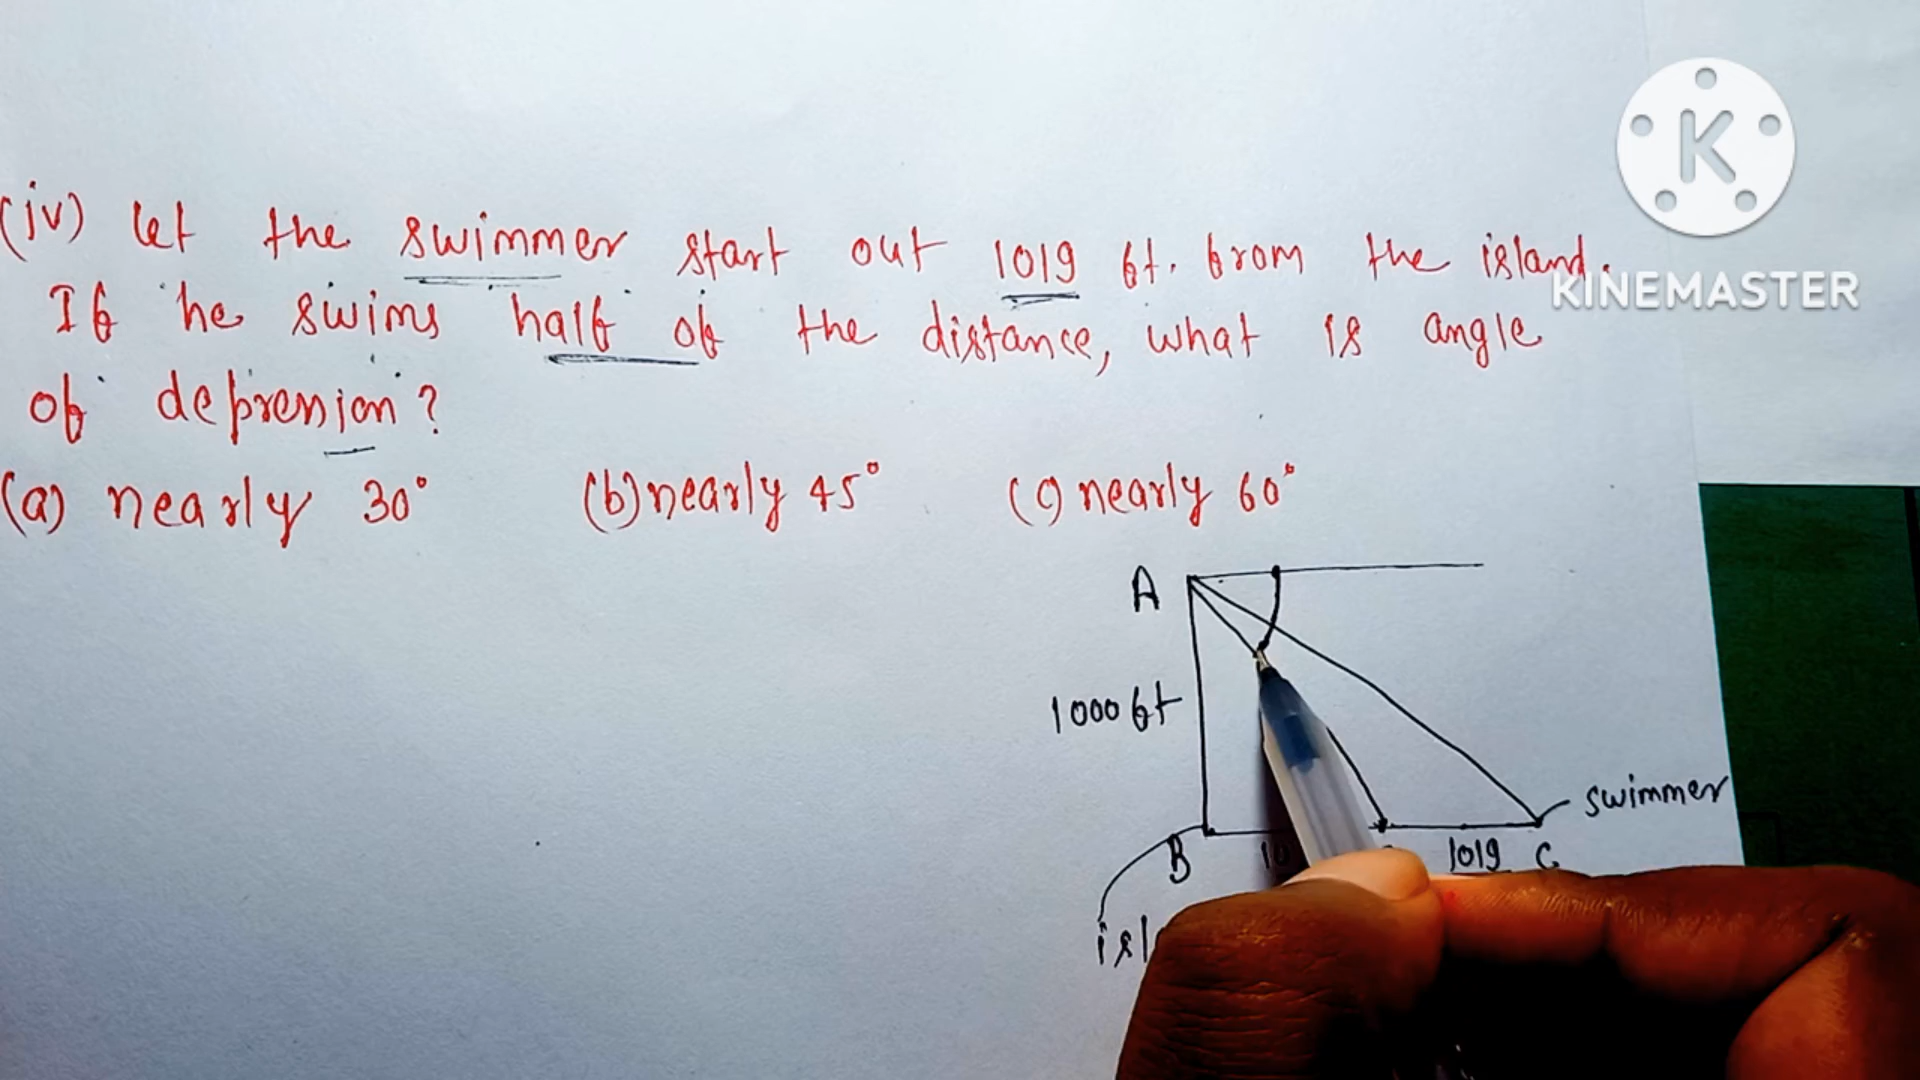 (iv) let the swimmer start out 1019 ft. from the island.
If he swims half of the distance, what is angle
of depression?
(a) nearly 30° (b) nearly 45° (c) nearly 60°
A
1000 ft
swimmer
B 1019 C
K
KINEMASTER